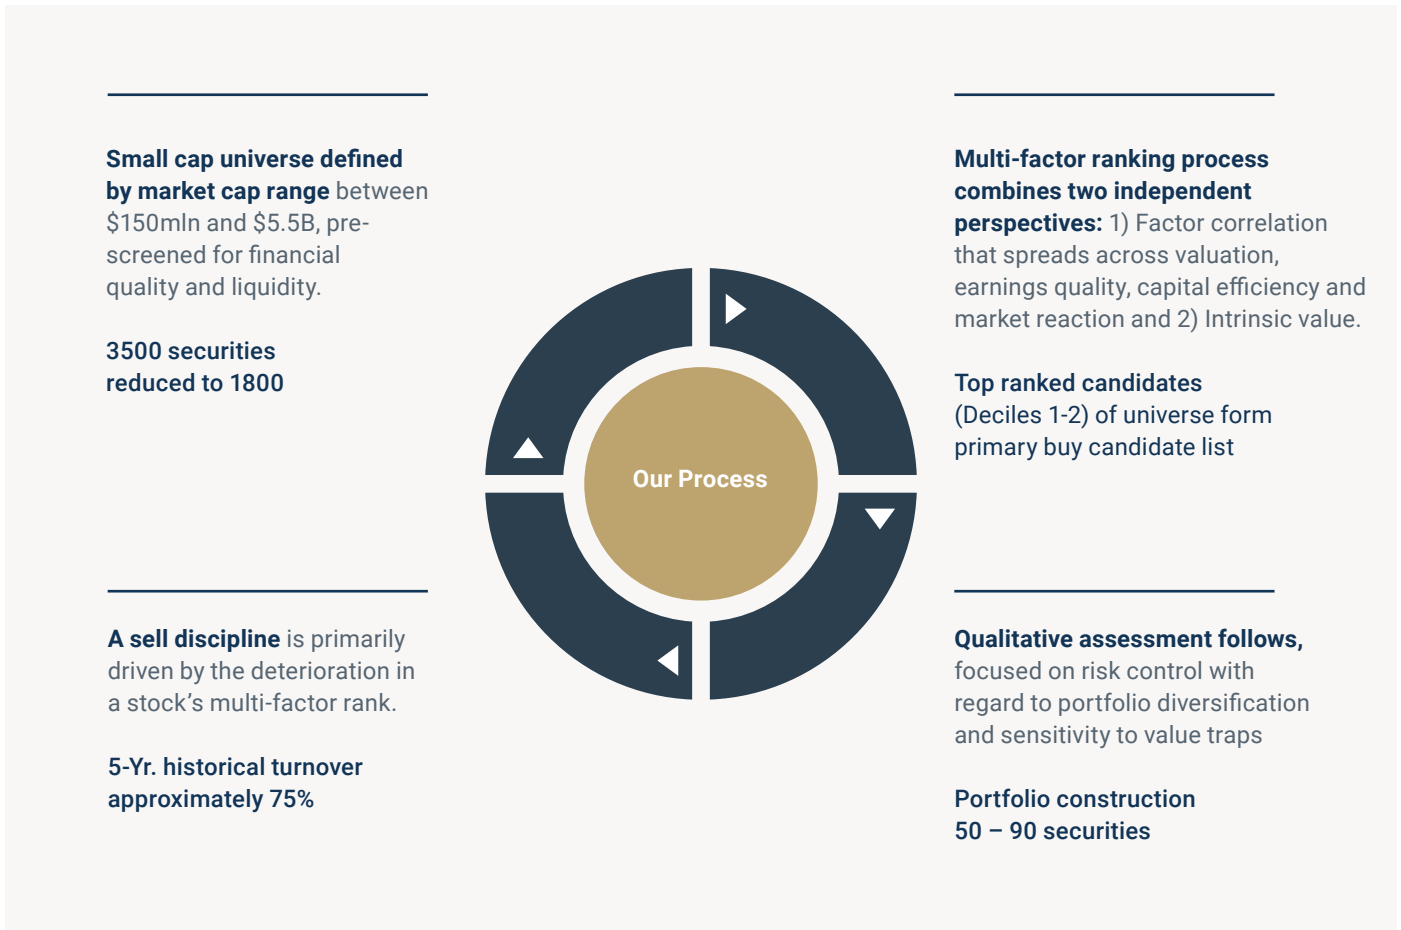 Small cap universe defined
by market cap range between
$150mln and $5.5B, pre-
screened for financial
quality and liquidity.
3500 securities
reduced to 1800
Multi-factor ranking process
combines two independent
perspectives: 1) Factor correlation
that spreads across valuation,
earnings quality, capital efficiency and
market reaction and 2) Intrinsic value.
Top ranked candidates
(Deciles 1-2) of universe form
primary buy candidate list
Our Process
A sell discipline is primarily
driven by the deterioration in
a stock’s multi-factor rank.
5-Yr. historical turnover
approximately 75%
Qualitative assessment follows,
focused on risk control with
regard to portfolio diversification
and sensitivity to value traps
Portfolio construction
50 – 90 securities